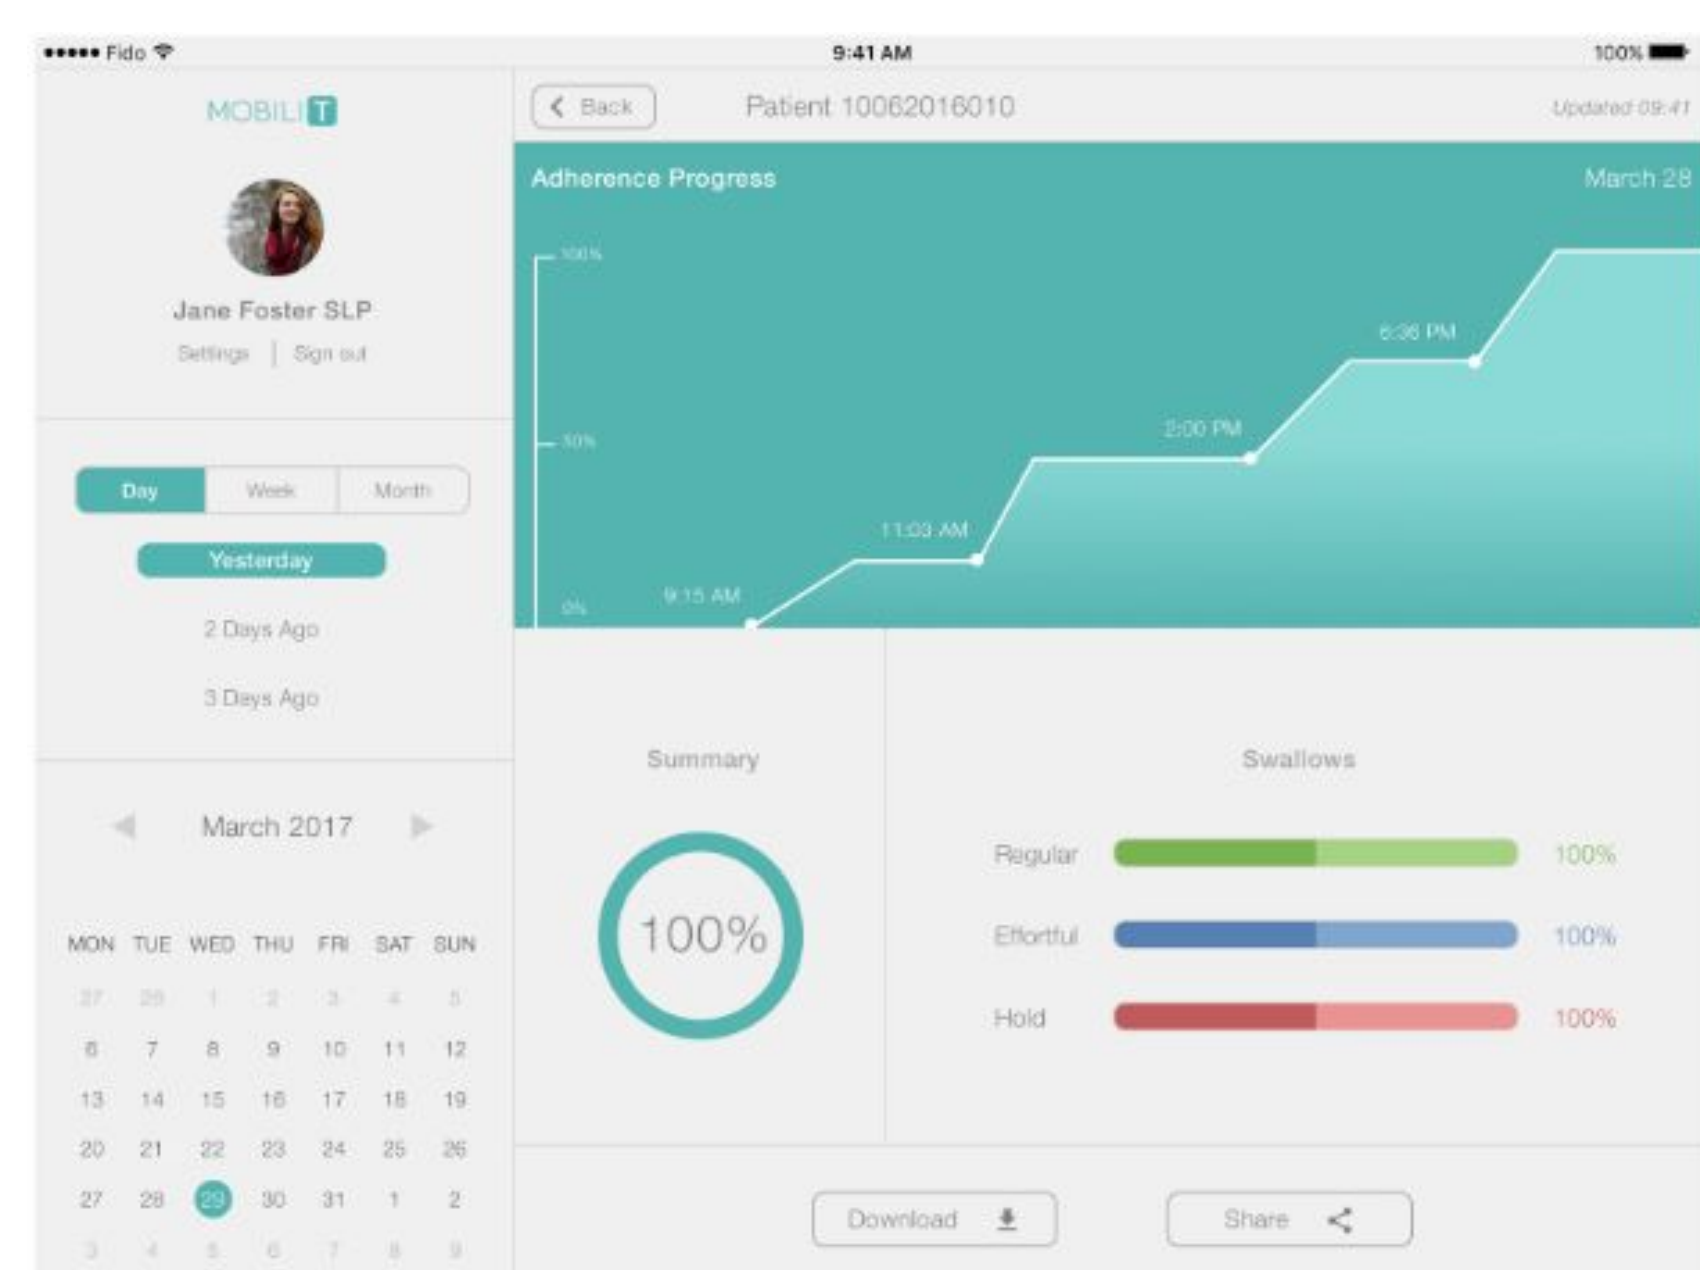 Fido
9:41 AM
100%
MOBILIT
Jane Foster SLP
Settings | Sign out
Day Week Month
Yesterday
2 Days Ago
3 Days Ago
March 2017
MON TUE WED THU FRI SAT SUN
27 28 1 2 3 4 5
6 7 8 9 10 11 12
13 14 15 16 17 18 19
20 21 22 23 24 25 26
27 28 29 30 31 1 2
3 4 5 6 7 8 9
Back
Patient 10062016010
Updated 09:41
Adherence Progress
March 28
100%
50%
0%
9:15 AM
11:03 AM
2:00 PM
6:36 PM
Summary
100%
Swallows
Regular 100%
Effortful 100%
Hold 100%
Download
Share